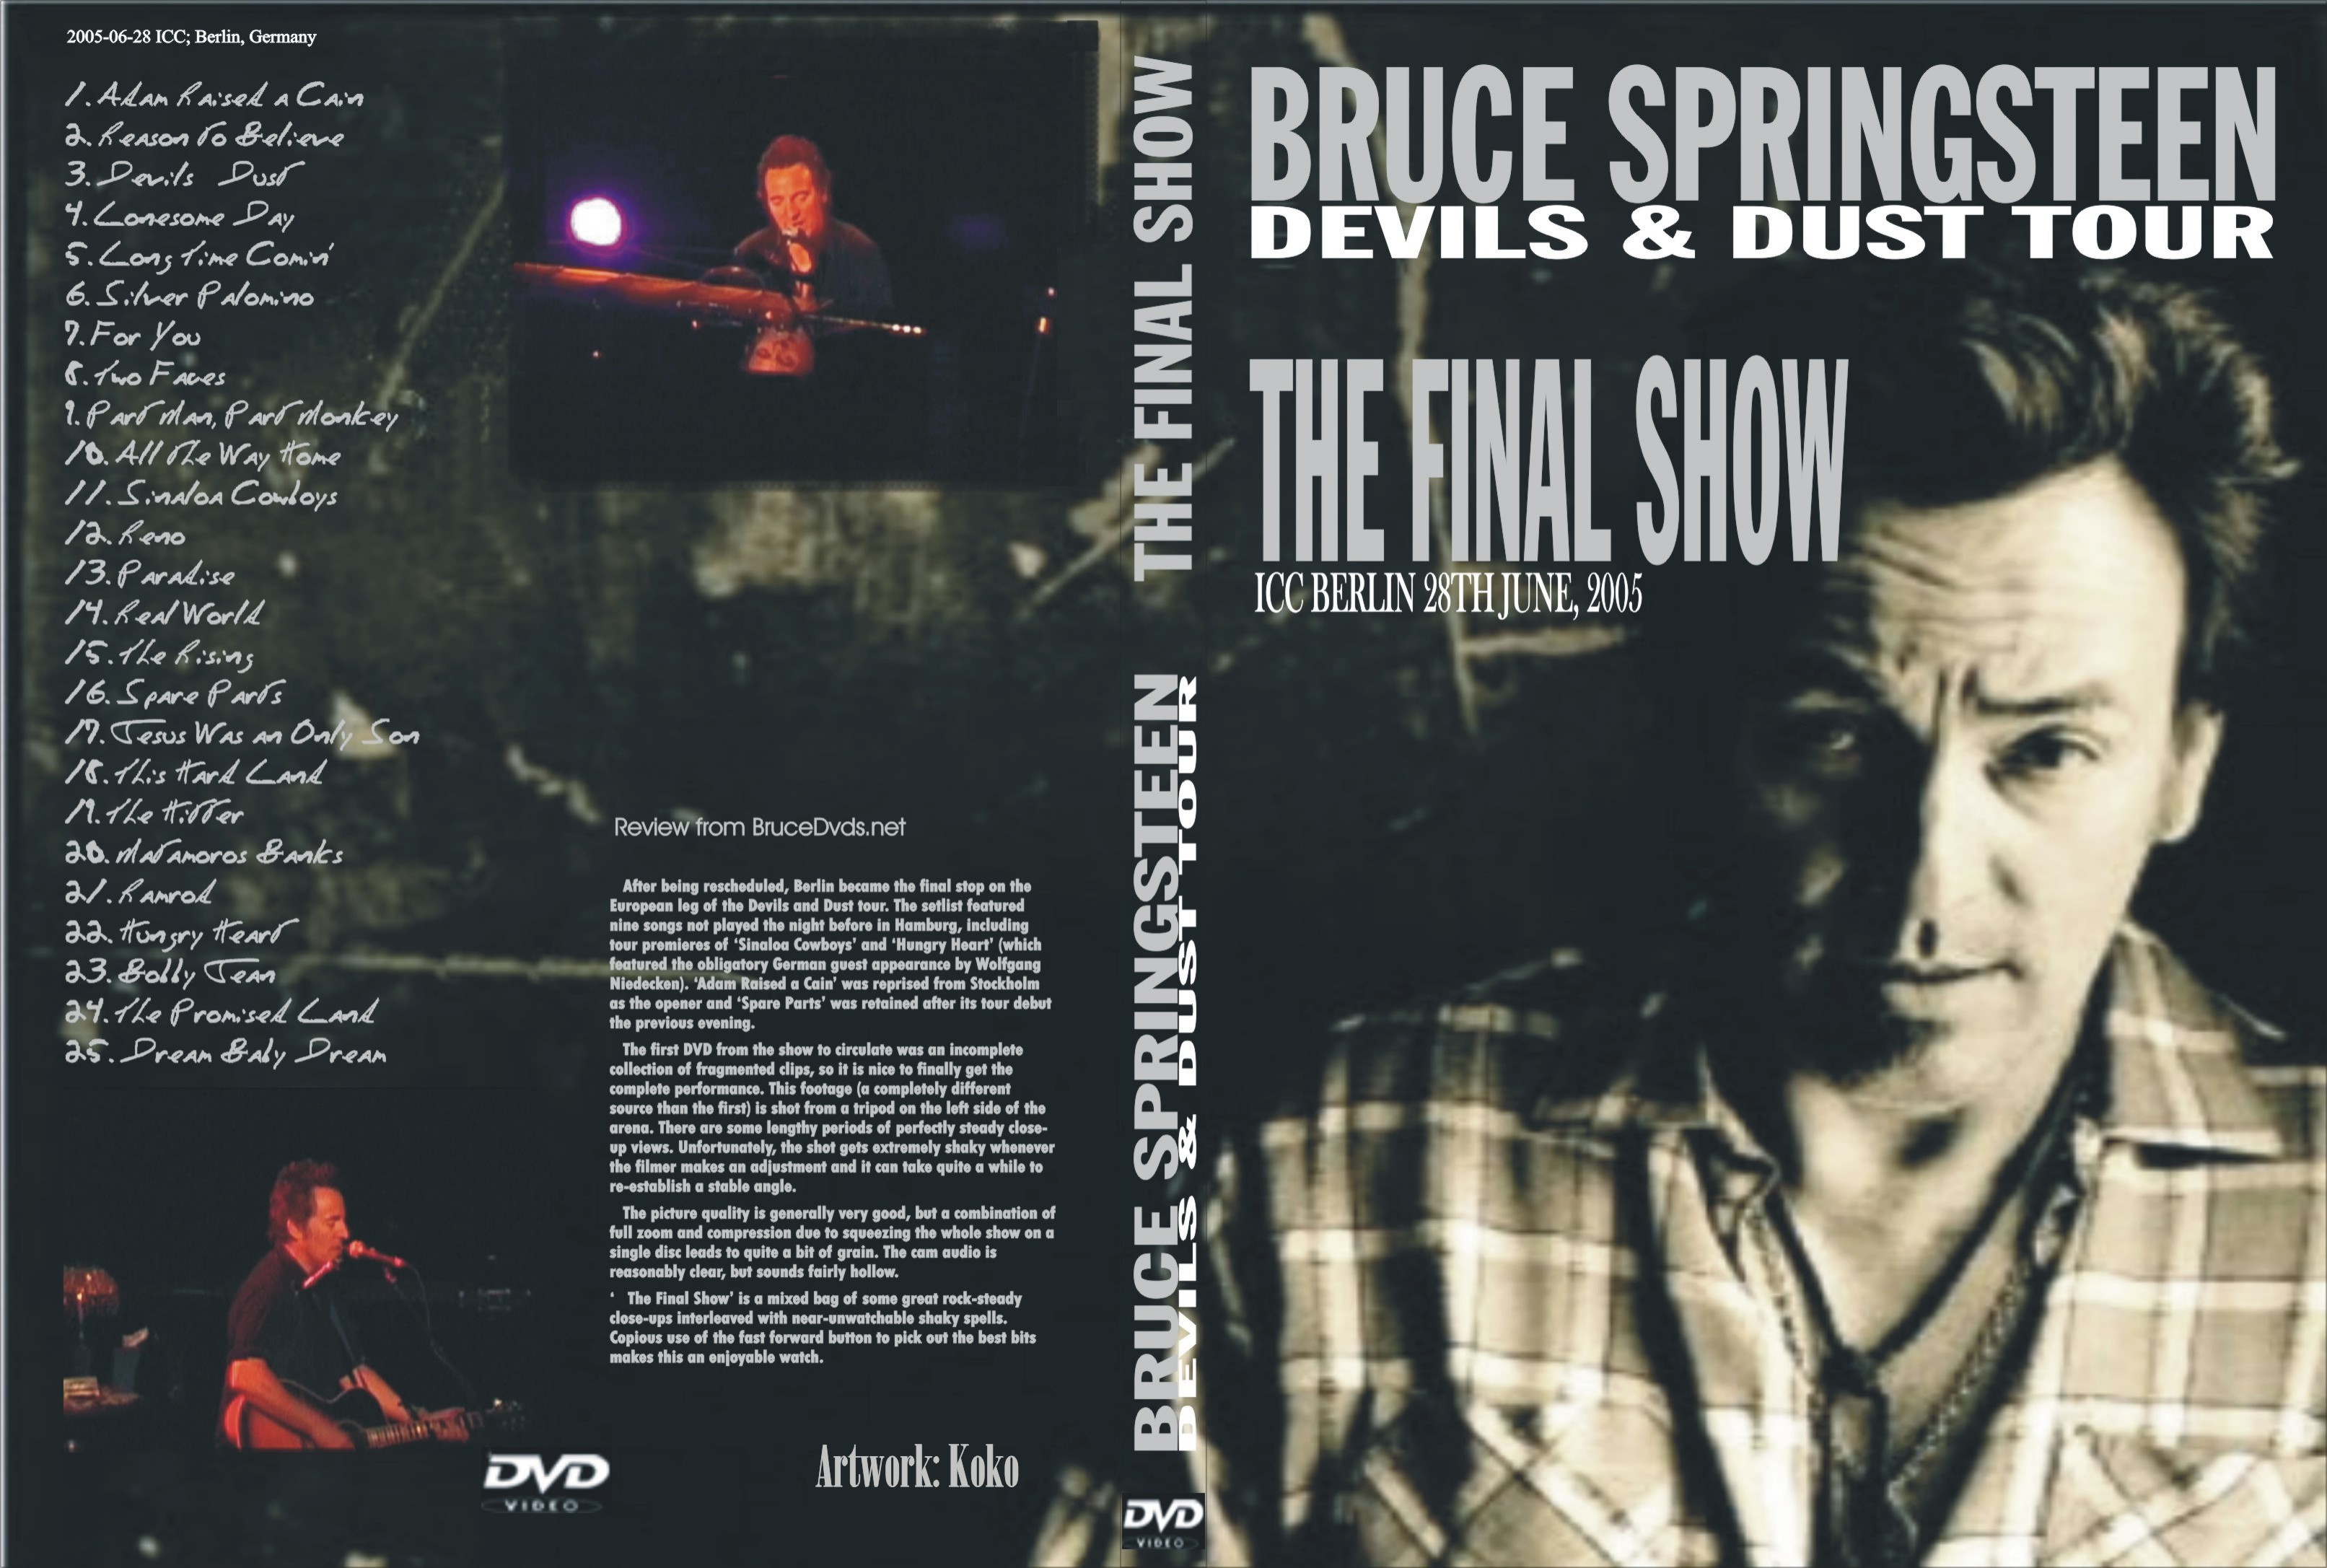 2005-06-28 ICC; Berlin, Germany
1. Adam Raised a Cain
2. Reason To Believe
3. Devils Dust
4. Lonesome Day
5. Long Time Comin'
6. Silver Palomino
7. For You
8. Two Faces
9. Part Man, Part Monkey
10. All The Way Home
11. Sinaloa Cowboys
12. Reno
13. Paradise
14. Real World
15. The Rising
16. Spare Parts
17. Jesus Was an Only Son
18. This Hard Land
19. The Hitter
20. Matamoros Banks
21. Ramrod
22. Hungry Heart
23. Bobby Jean
24. The Promised Land
25. Dream Baby Dream
Review from BruceDvds.net
After being rescheduled, Berlin became the final stop on the
European leg of the Devils and Dust tour. The setlist featured
nine songs not played the night before in Hamburg, including
tour premieres of ‘Sinaloa Cowboys’ and ‘Hungry Heart’ (which
featured the obligatory German guest appearance by Wolfgang
Niedecken). ‘Adam Raised a Cain’ was reprised from Stockholm
as the opener and ‘Spare Parts’ was retained after its tour debut
the previous evening.
The first DVD from the show to circulate was an incomplete
collection of fragmented clips, so it is nice to finally get the
complete performance. This footage (a completely different
source than the first) is shot from a tripod on the left side of the
arena. There are some lengthy periods of perfectly steady close-
up views. Unfortunately, the shot gets extremely shaky whenever
the filmer makes an adjustment and it can take quite a while to
re-establish a stable angle.
The picture quality is generally very good, but a combination of
full zoom and compression due to squeezing the whole show on a
single disc leads to quite a bit of grain. The cam audio is
reasonably clear, but sounds fairly hollow.
‘ The Final Show’ is a mixed bag of some great rock-steady
close-ups interleaved with near-unwatchable shaky spells.
Copious use of the fast forward button to pick out the best bits
makes this an enjoyable watch.
DVD
VIDEO
Artwork: Koko
BRUCE SPRINGSTEEN THE FINAL SHOW
DEVILS & DUST TOUR
DVD
VIDEO
BRUCE SPRINGSTEEN
DEVILS & DUST TOUR
THE FINAL SHOW
ICC BERLIN 28TH JUNE, 2005